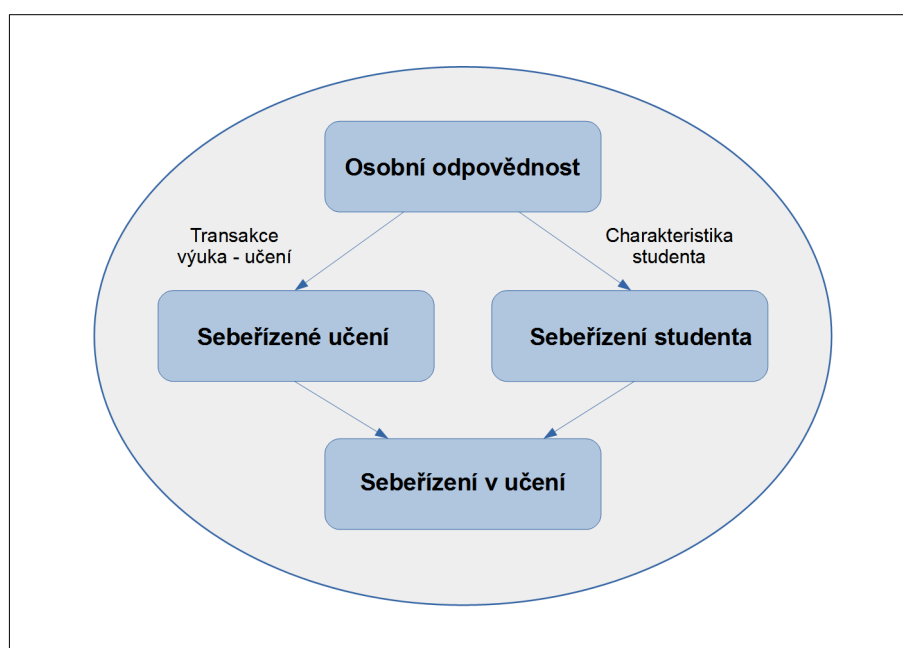 Osobní odpovědnost
Transakce
výuka - učení
Charakteristika
studenta
Sebeřízené učení
Sebeřízení studenta
Sebeřízení v učení